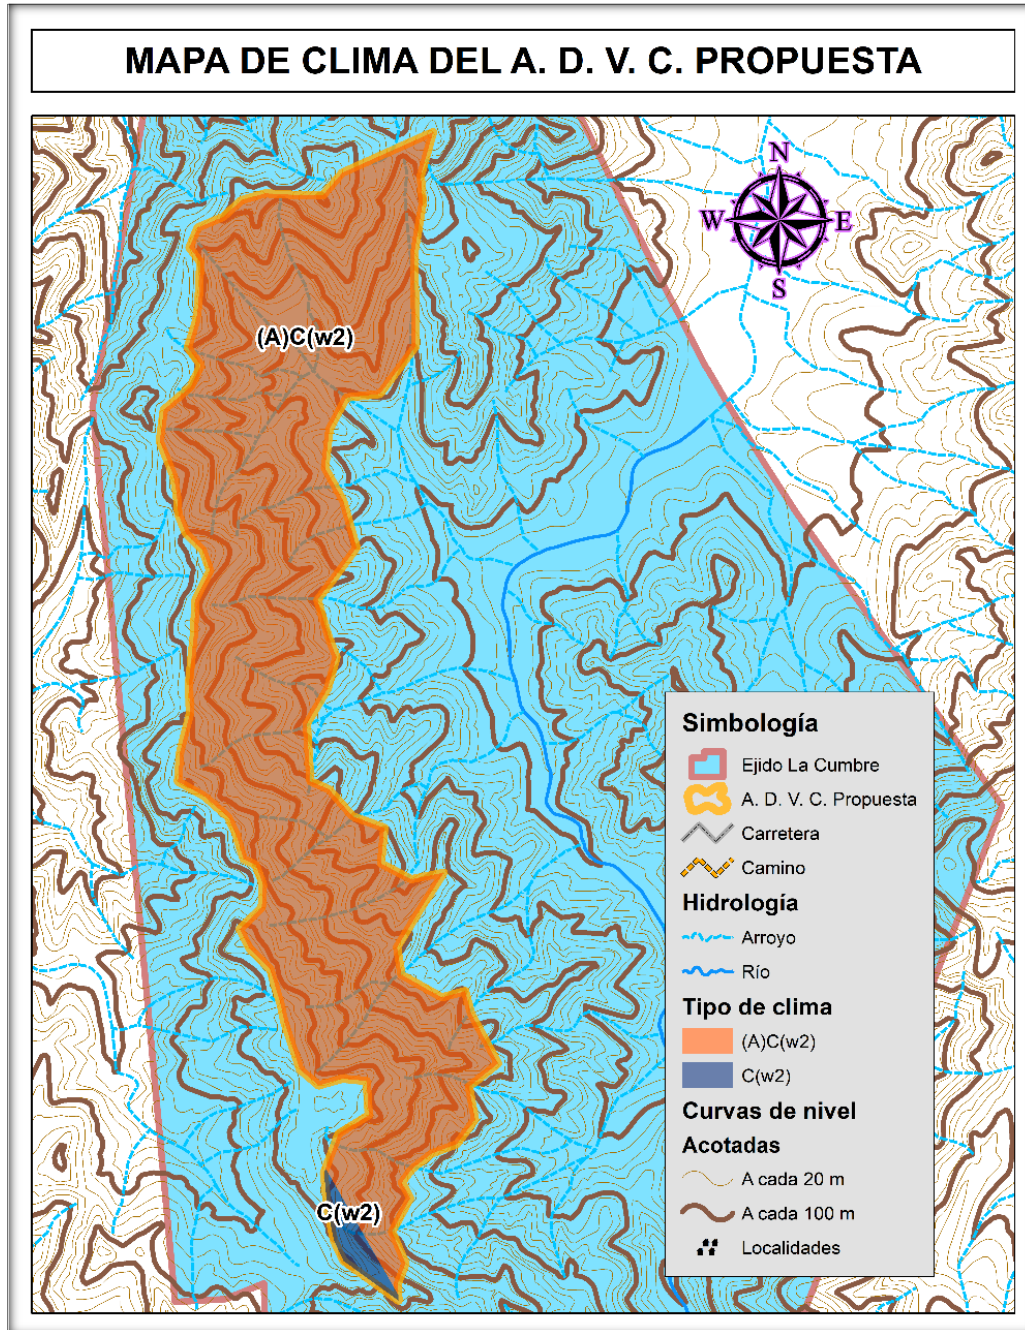 MAPA DE CLIMA DEL A. D. V. C. PROPUESTA
N
W
E
S
(A)C(w2)
C(w2)
Simbología
Ejido La Cumbre
A. D. V. C. Propuesta
Carretera
Camino
Hidrología
Arroyo
Río
Tipo de clima
(A)C(w2)
C(w2)
Curvas de nivel
Acotadas
A cada 20 m
A cada 100 m
Localidades